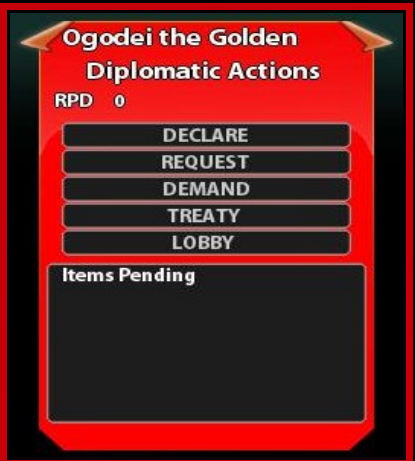 Ogodei the Golden
Diplomatic Actions
RPD 0
DECLARE
REQUEST
DEMAND
TREATY
LOBBY
Items Pending